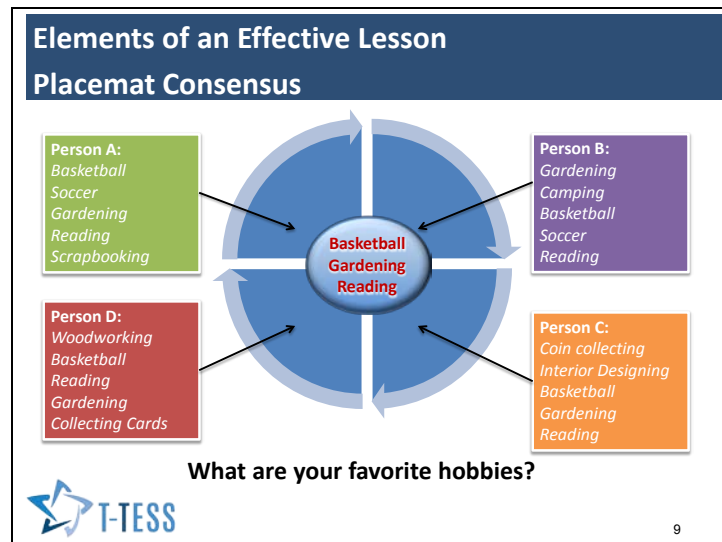 Elements of an Effective Lesson
Placemat Consensus
Person A:
Basketball
Soccer
Gardening
Reading
Scrapbooking
Person B:
Gardening
Camping
Basketball
Soccer
Reading
Basketball
Gardening
Reading
Person D:
Woodworking
Basketball
Reading
Gardening
Collecting Cards
Person C:
Coin collecting
Interior Designing
Basketball
Gardening
Reading
What are your favorite hobbies?
T-TESS
9